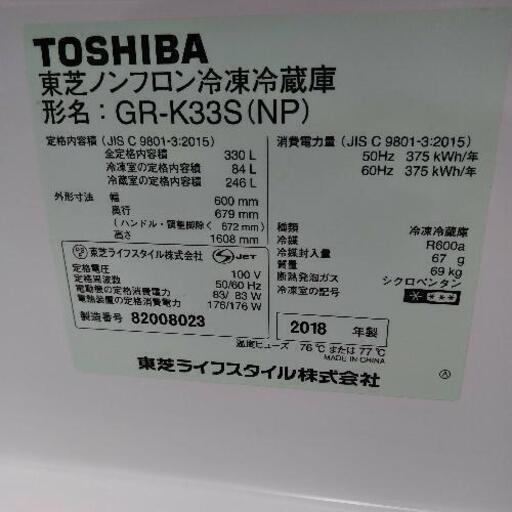 TOSHIBA
東芝ノンフロン冷凍冷蔵庫
形名：GR-K33S(NP)
定格内容積（JIS C 9801-3:2015）
全定格内容積 330 L
冷凍室の定格内容積 84 L
冷蔵室の定格内容積 246 L
外形寸法 幅 600 mm
奥行 679 mm
（ハンドル・調整脚除く 672 mm）
高さ 1608 mm
消費電力量（JIS C 9801-3:2015）
50Hz 375 kWh/年
60Hz 375 kWh/年
種類 冷凍冷蔵庫
冷媒 R600a
冷媒封入量 67 g
質量 69 kg
断熱発泡ガス シクロペンタン
冷凍室の記号
東芝ライフスタイル株式会社 JET
定格電圧 100 V
定格周波数 50/60 Hz
電動機の定格消費電力 83/ 83 W
電熱装置の定格消費電力 176/176 W
製造番号 82008023
2018 年製
温度ヒューズ 76℃または77℃
MADE IN CHINA
東芝ライフスタイル株式会社